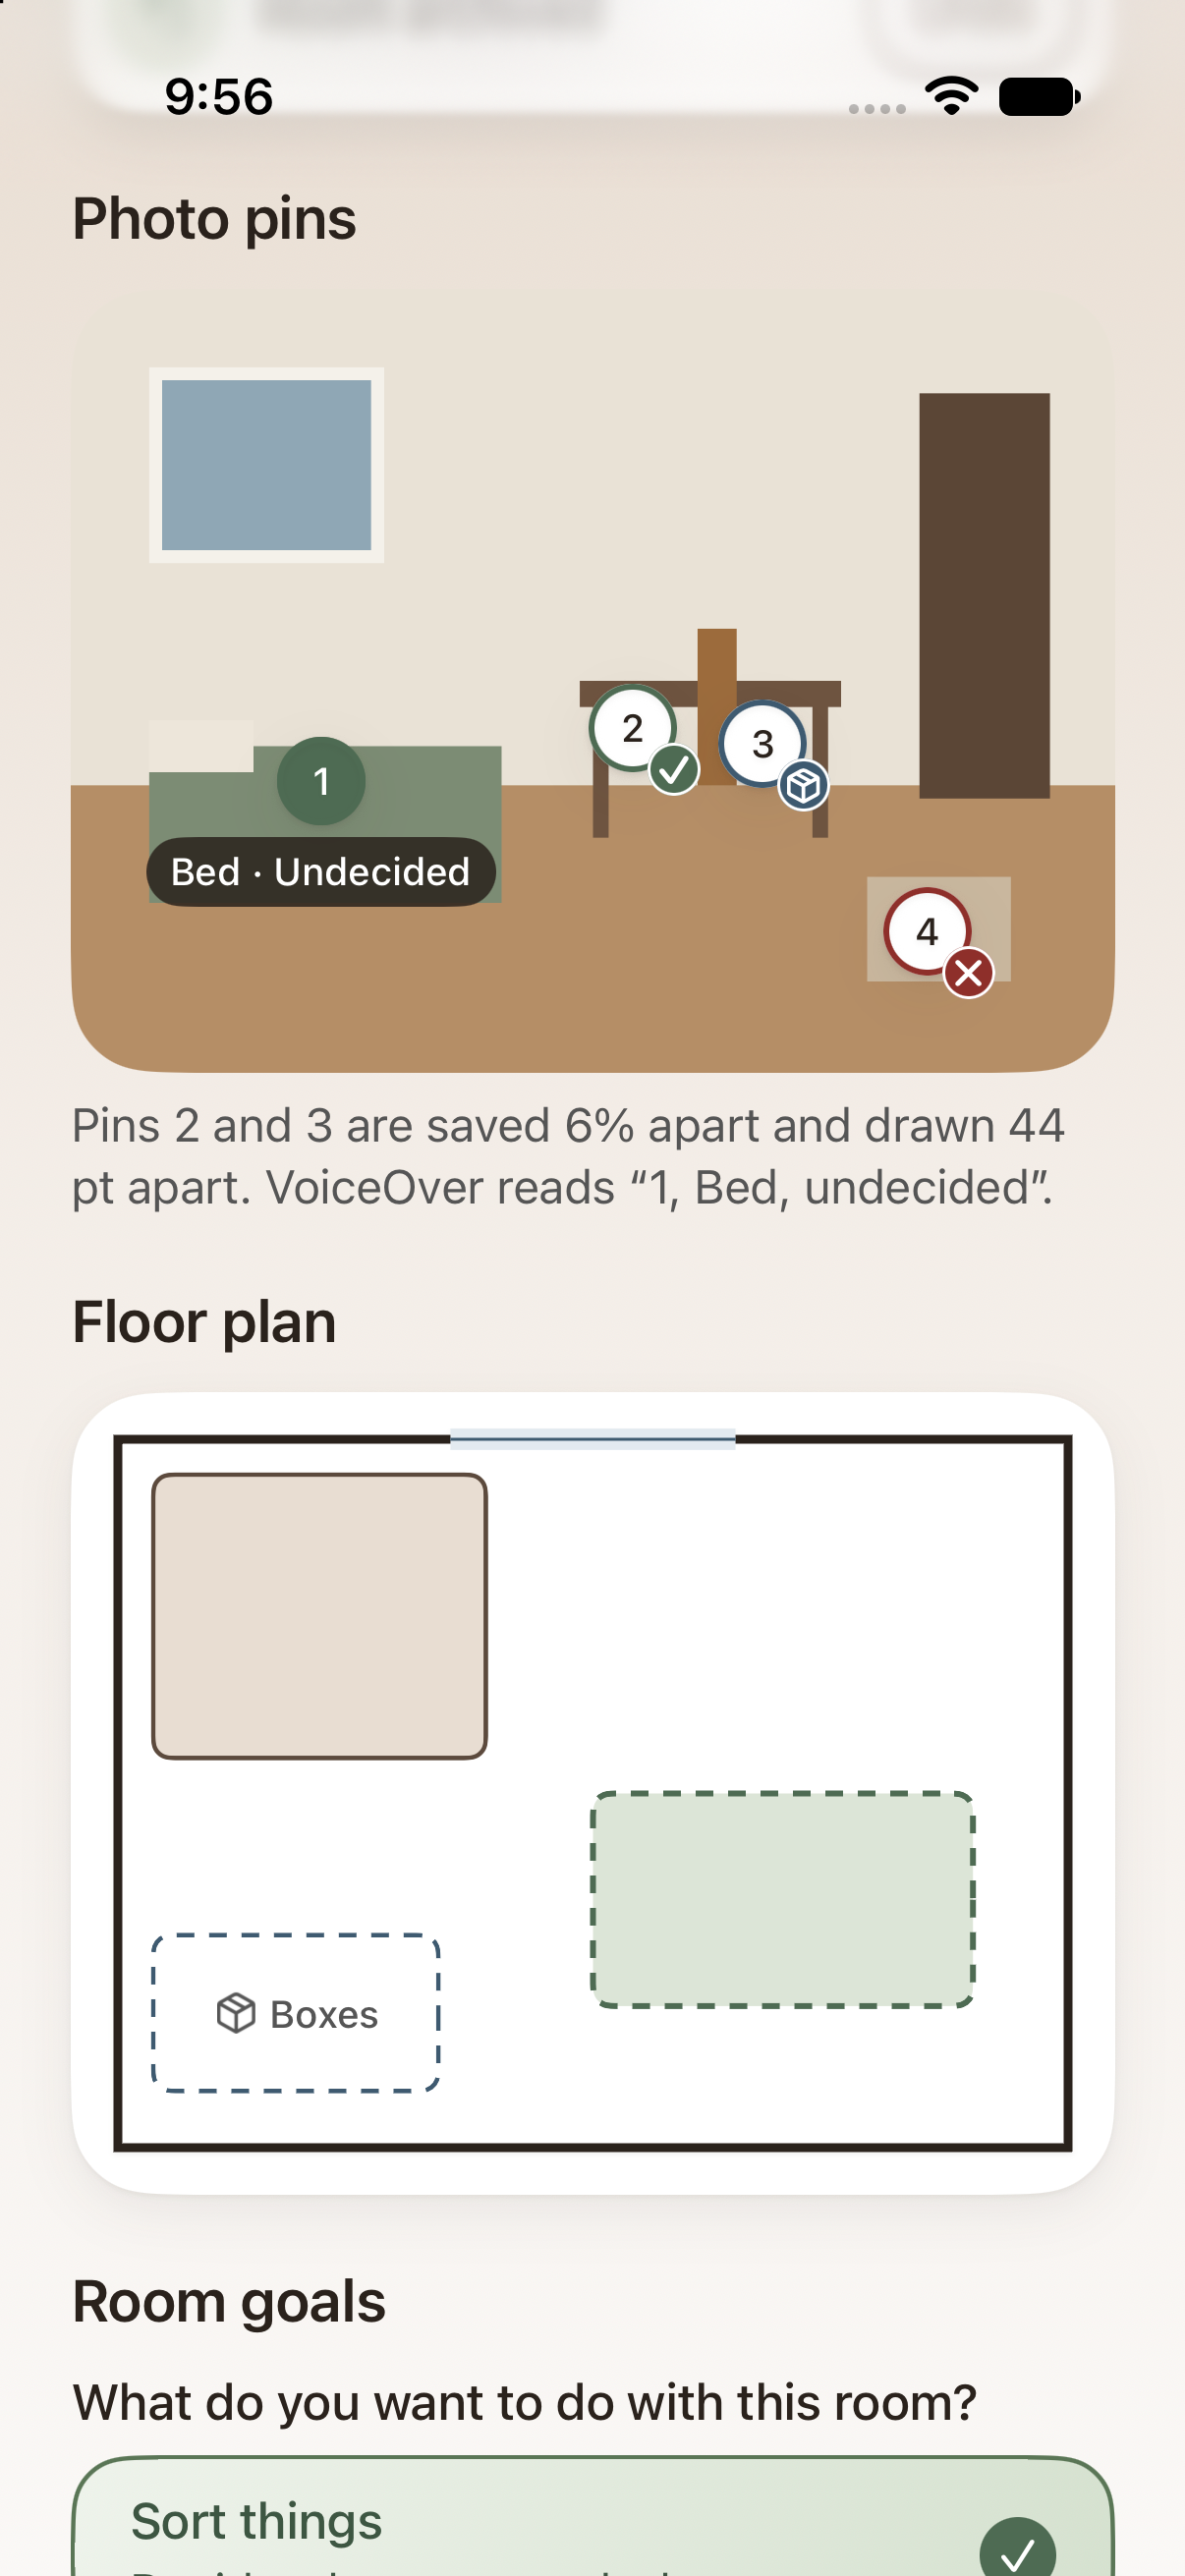 9:56
Photo pins
2
3
1
Bed · Undecided
4
Pins 2 and 3 are saved 6% apart and drawn 44
pt apart. VoiceOver reads “1, Bed, undecided”.
Floor plan
Boxes
Room goals
What do you want to do with this room?
Sort things